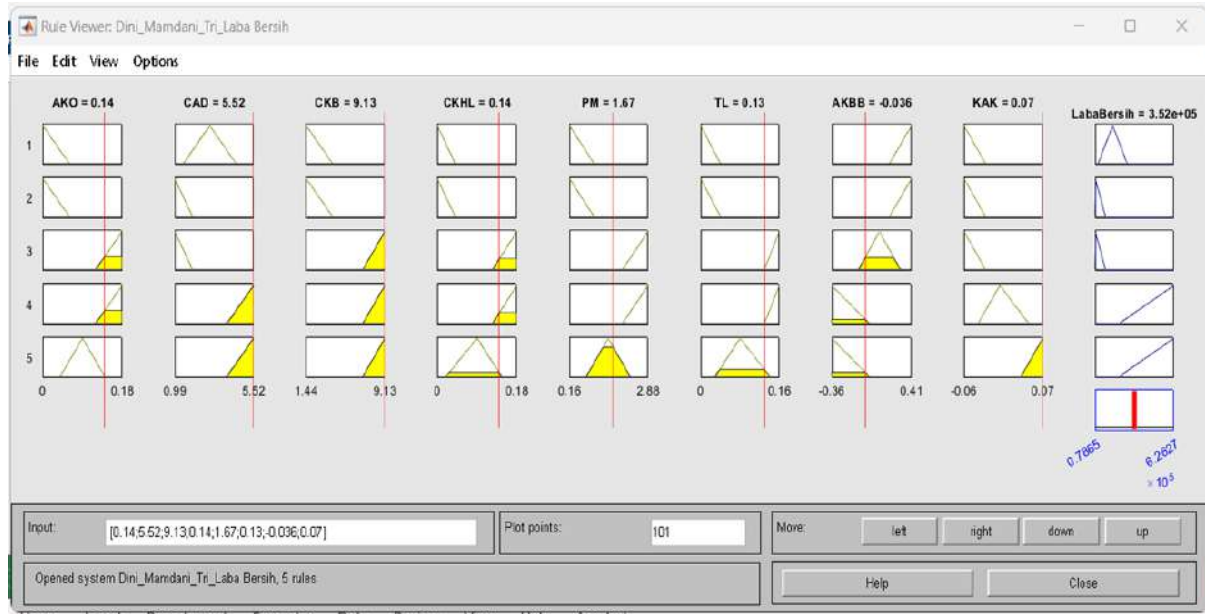 Rule Viewer: Dini_Mamdani_Tri_Laba Bersih
File Edit View Options
AKO = 0.14 CAD = 5.52 CKB = 9.13 CKHL = 0.14 PM = 1.67 TL = 0.13 AKBB = -0.036 KAK = 0.07
LabaBersih = 3.52e+05
1
2
3
4
5
0 0.18 0.99 5.52 1.44 9.13 0 0.18 0.16 2.88 0 0.16 -0.36 0.41 -0.06 0.07
0.7865 6.2627
× 10⁵
Input: [0.14;5.52;9.13;0.14;1.67;0.13;-0.036;0.07] Plot points: 101 Move: left right down up
Opened system Dini_Mamdani_Tri_Laba Bersih, 5 rules Help Close